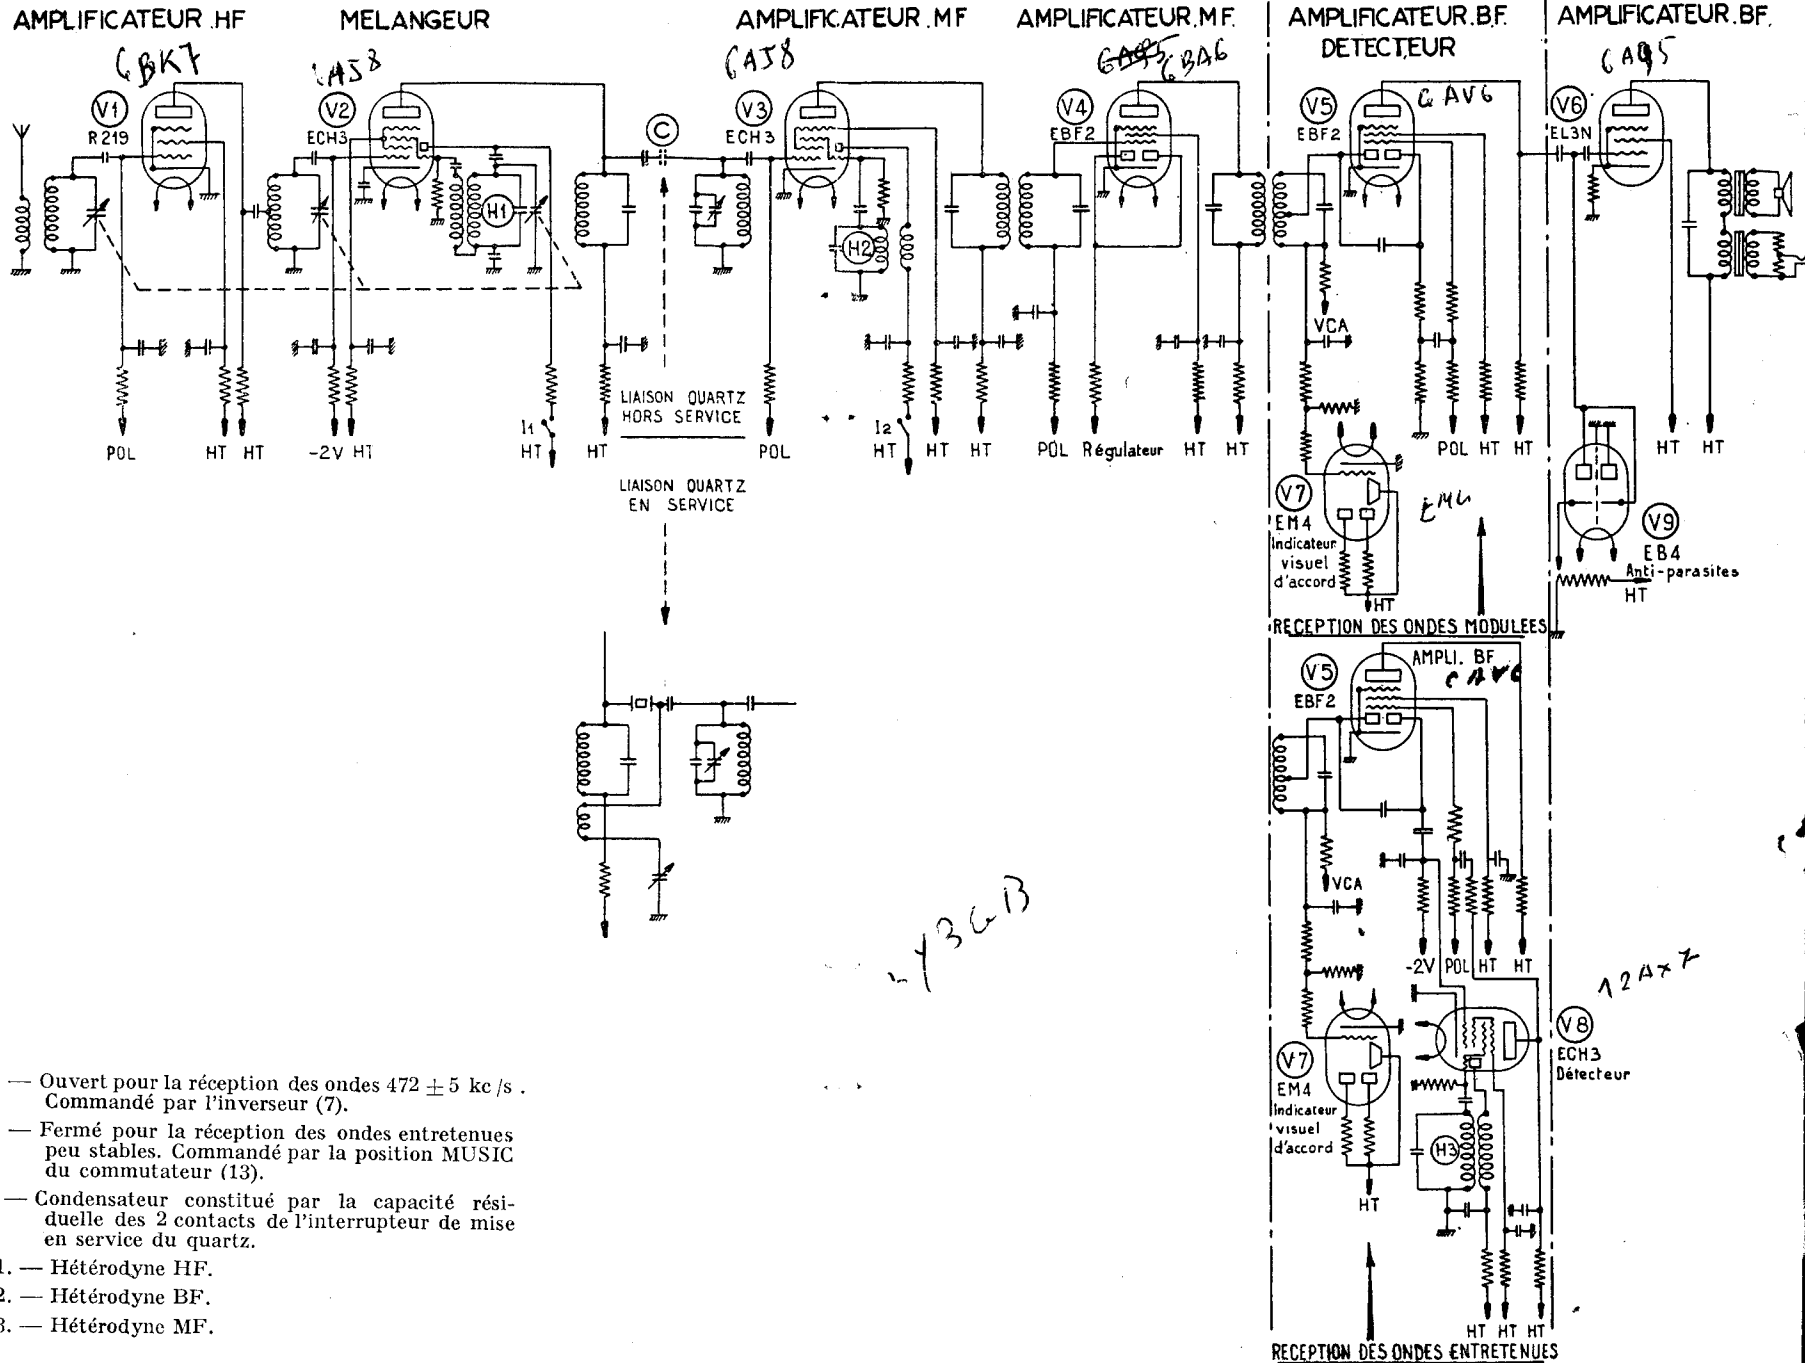 AMPLIFICATEUR.HF
MELANGEUR
AMPLIFICATEUR.MF
AMPLIFICATEUR.MF.
AMPLIFICATEUR.BF.
DETECTEUR
AMPLIFICATEUR.BF.
6BK7
6AJ8
6BA6
6AV6
6AQ5
V1
R219
V2
ECH3
C
V3
ECH3
V4
EBF2
V5
EBF2
V6
EL3N
H1
H2
VCA
LIAISON QUARTZ
HORS SERVICE
POL
HT
HT
-2V
HT
I1
HT
HT
POL
I2
HT
HT
HT
POL
Régulateur
HT
HT
POL
HT
HT
HT
HT
LIAISON QUARTZ
EN SERVICE
V7
EM4
Indicateur
visuel
d'accord
HT
EM4
V9
EB4
Anti-parasites
HT
RECEPTION DES ONDES MODULEES
V5
EBF2
AMPLI. BF
6AV6
VCA
-2V
POL
HT
HT
12AX7
V7
EM4
Indicateur
visuel
d'accord
HT
V8
ECH3
Détecteur
H3
HT
HT
HT
RECEPTION DES ONDES ENTRETENUES
— Ouvert pour la réception des ondes 472 ± 5 kc/s.
Commandé par l'inverseur (7).
— Fermé pour la réception des ondes entretenues
peu stables. Commandé par la position MUSIC
du commutateur (13).
— Condensateur constitué par la capacité rési-
duelle des 2 contacts de l'interrupteur de mise
en service du quartz.
1. — Hétérodyne HF.
2. — Hétérodyne BF.
3. — Hétérodyne MF.